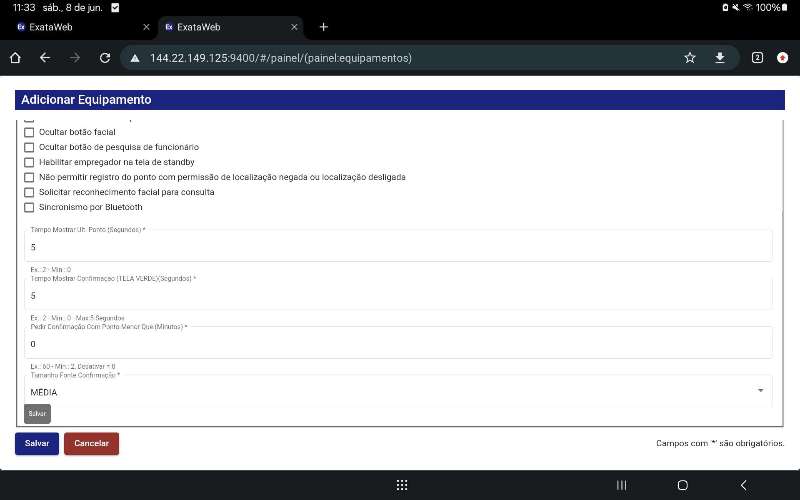 11:33 sáb., 8 de jun. 100%
ExataWeb
ExataWeb
144.22.149.125:9400/#/painel/(painel:equipamentos) 2
Adicionar Equipamento
Ocultar botão facial
Ocultar botão de pesquisa de funcionário
Habilitar empregador na tela de standby
Não permitir registro do ponto com permissão de localização negada ou localização desligada
Solicitar reconhecimento facial para consulta
Sincronismo por Bluetooth
Tempo Mostrar Ult. Ponto (Segundos) *
5
Ex.: 2 - Min.: 0
Tempo Mostrar Confirmação (TELA VERDE)(Segundos) *
5
Ex.: 2 - Min.: 0 - Max 5 Segundos
Pedir Confirmação Com Ponto Menor Que (Minutos) *
0
Ex.: 60 - Min.: 2, Desativar = 0
Tamanho Fonte Confirmação *
MÉDIA
Salvar
Salvar Cancelar Campos com '*' são obrigatórios.